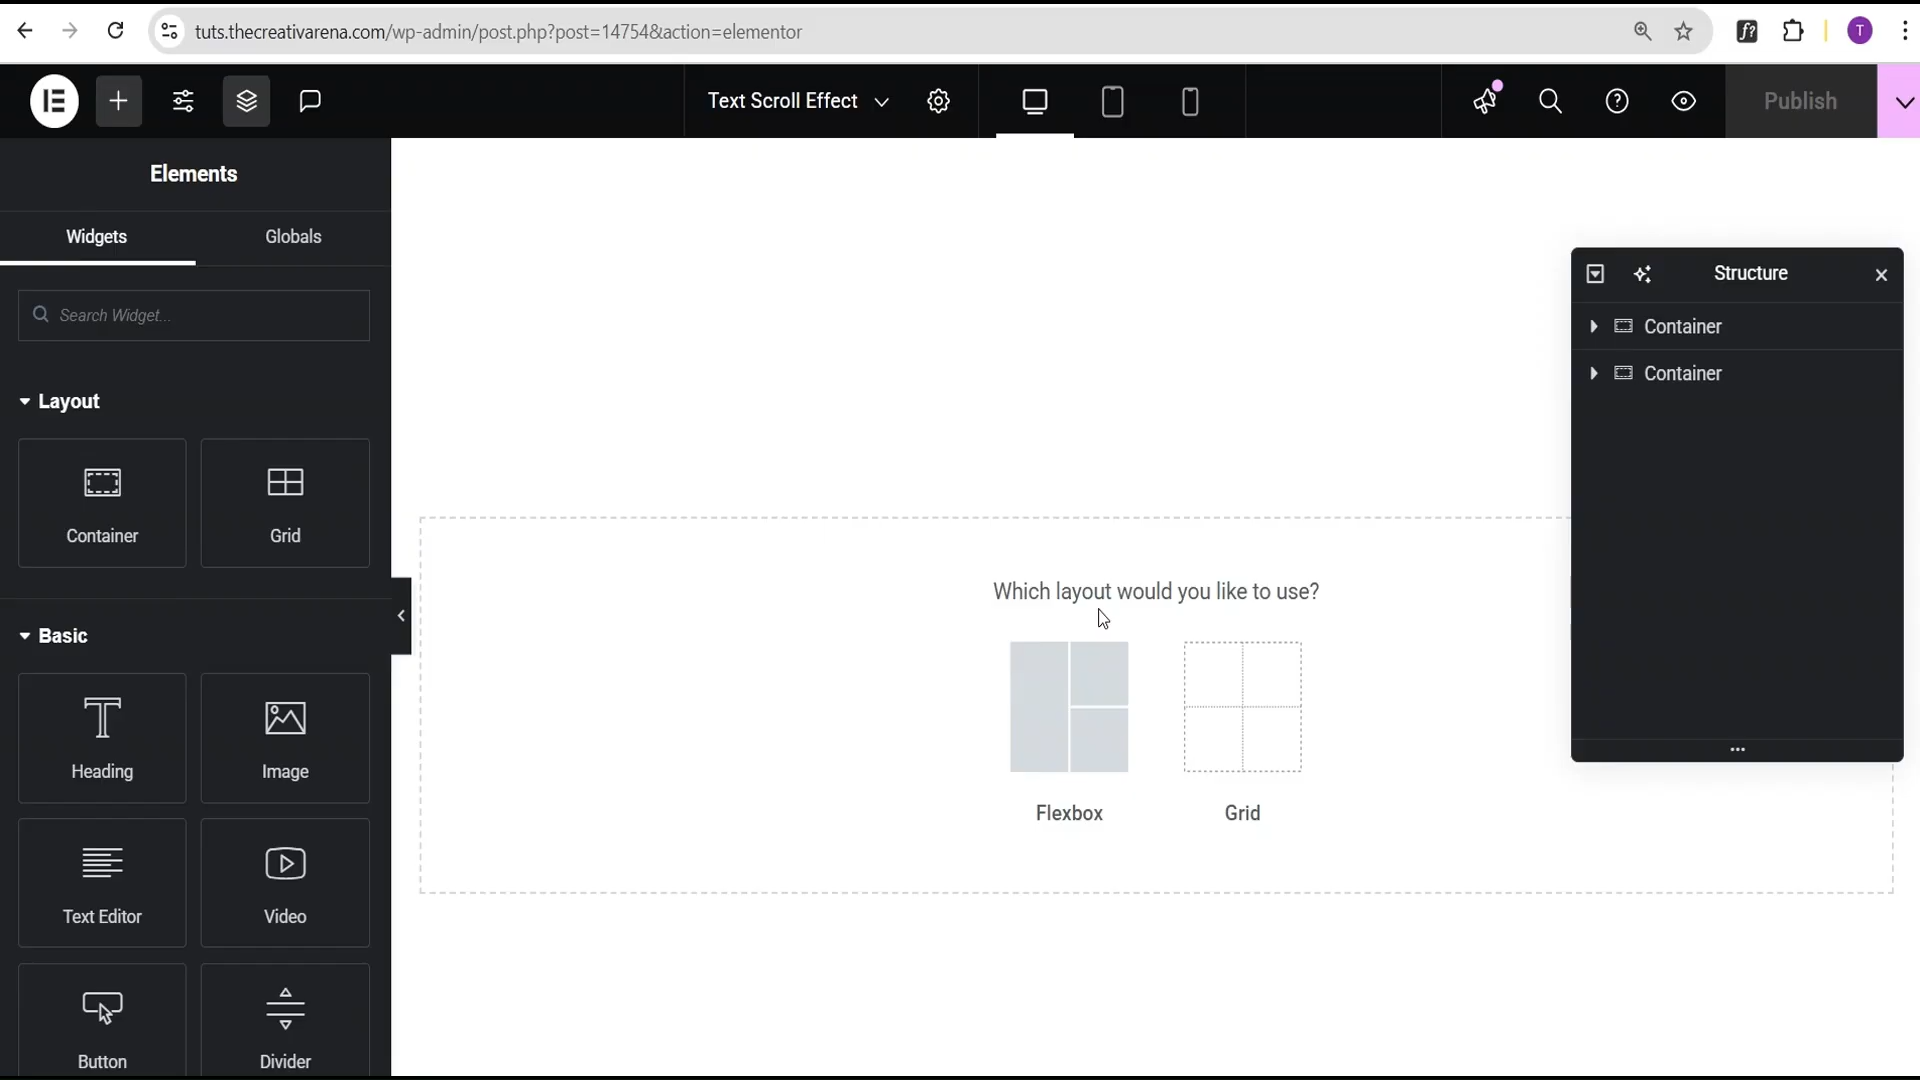 tuts.thecreativarena.com/wp-admin/post.php?post=14754&action=elementor
T
Text Scroll Effect
Publish
Elements
Widgets
Globals
Search Widget...
Layout
Container
Grid
Basic
Heading
Image
Text Editor
Video
Button
Divider
Which layout would you like to use?
Flexbox
Grid
Structure
Container
Container